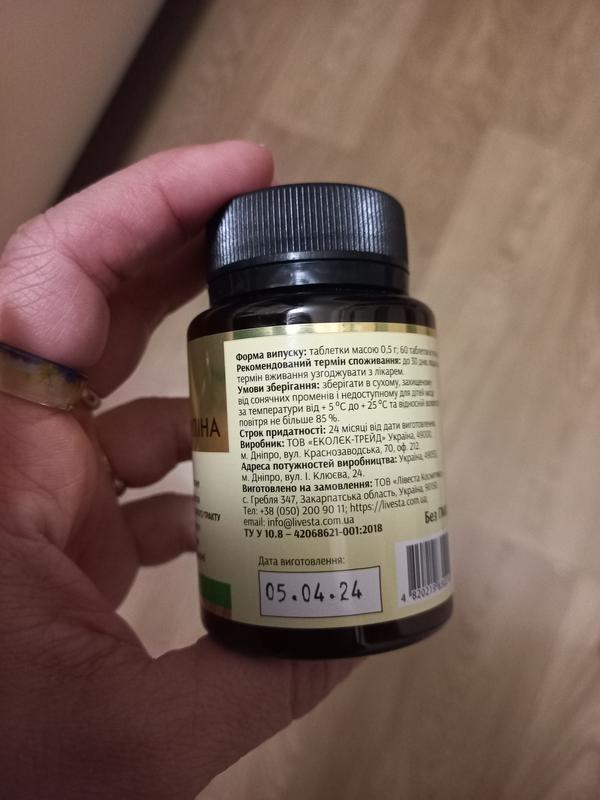 Форма випуску: таблетки масою 0,5 г; 60 таблеток
Рекомендований термін споживання: до 30 днів,
термін вживання узгоджувати з лікарем.
Умови зберігання: зберігати в сухому, захищеному
від сонячних променів і недоступному для дітей місці
за температури від + 5 °С до + 25 °С та відносній
повітря не більше 85 %.
Строк придатності: 24 місяці від дати виготовлення.
Виробник: ТОВ «ЕКОЛЄК-ТРЕЙД» Україна, 49000,
м. Дніпро, вул. Краснозаводська, 70, оф. 212.
Адреса потужностей виробництва: Україна,
м. Дніпро, вул. І. Клюєва, 24.
Виготовлено на замовлення: ТОВ «Лівеста
с. Гребля 347, Закарпатська область, Україна,
Тел: +38 (050) 200 90 11; https://livesta.com.ua,
email: info@livesta.com.ua
ТУ У 10.8 – 42068621-001:2018
Без
Дата виготовлення:
05.04.24
ТРАКТУ